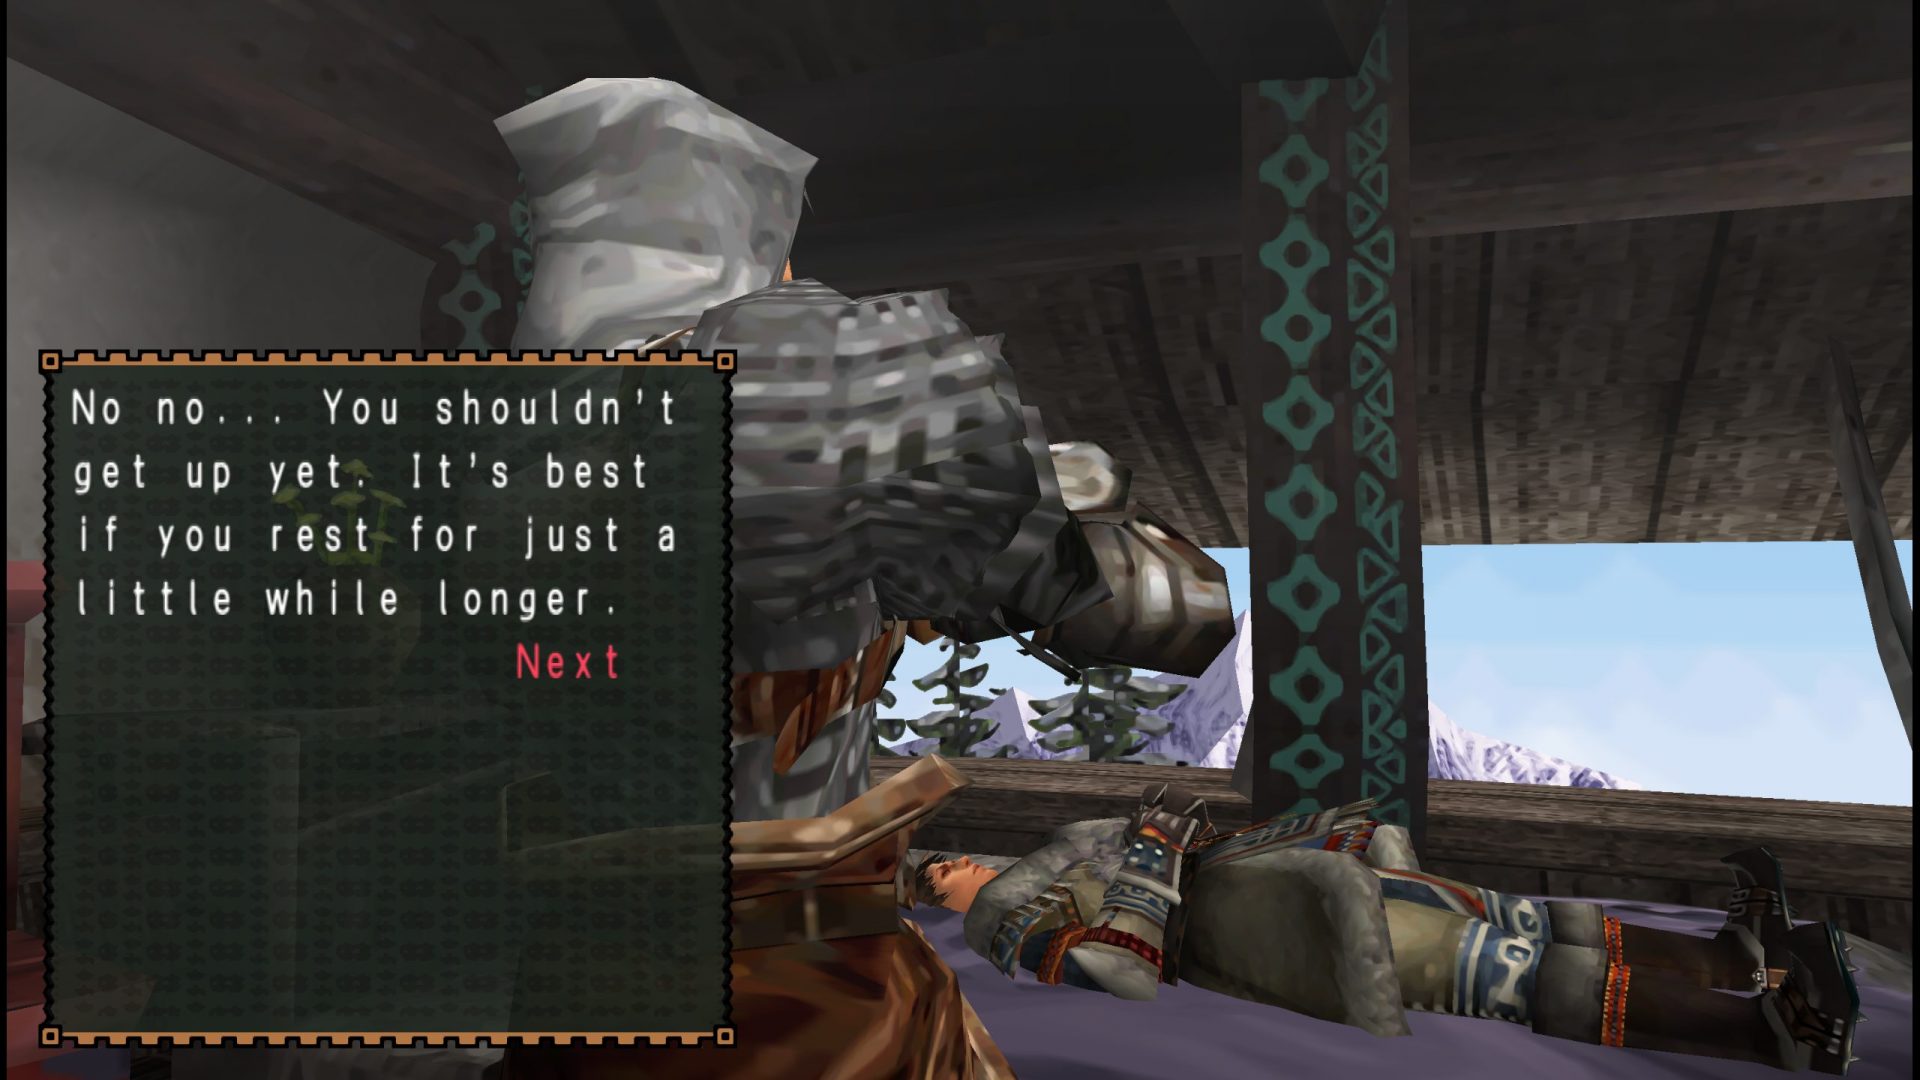 No no... You shouldn't
get up yet. It's best
if you rest for just a
little while longer.
Next